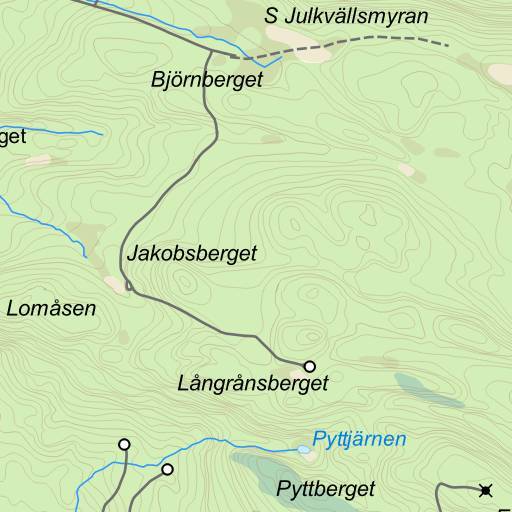 S Julkvällsmyran
Björnberget
get
Jakobsberget
Lomåsen
Långrånsberget
Pyttjärnen
Pyttberget